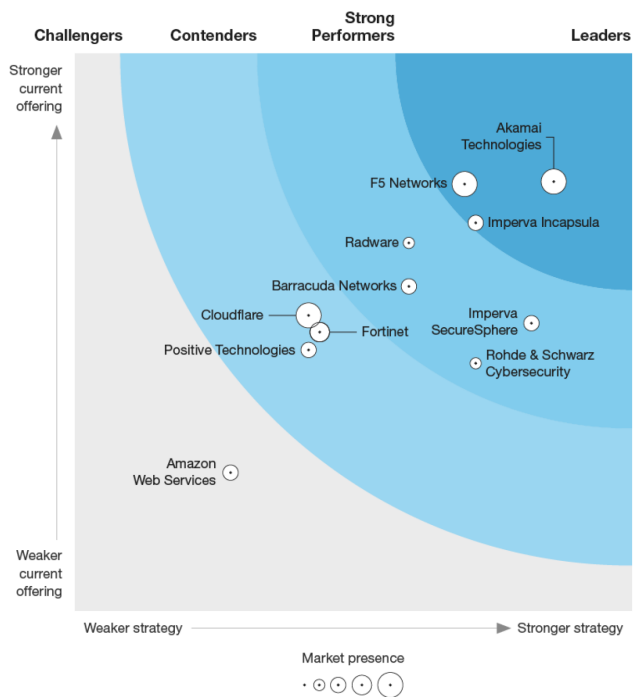 Challengers
Contenders
Strong
Performers
Leaders
Stronger
current
offering
Akamai
Technologies
F5 Networks
Imperva Incapsula
Radware
Barracuda Networks
Cloudflare
Fortinet
Imperva
SecureSphere
Positive Technologies
Rohde & Schwarz
Cybersecurity
Amazon
Web Services
Weaker
current
offering
Weaker strategy
Stronger strategy
Market presence